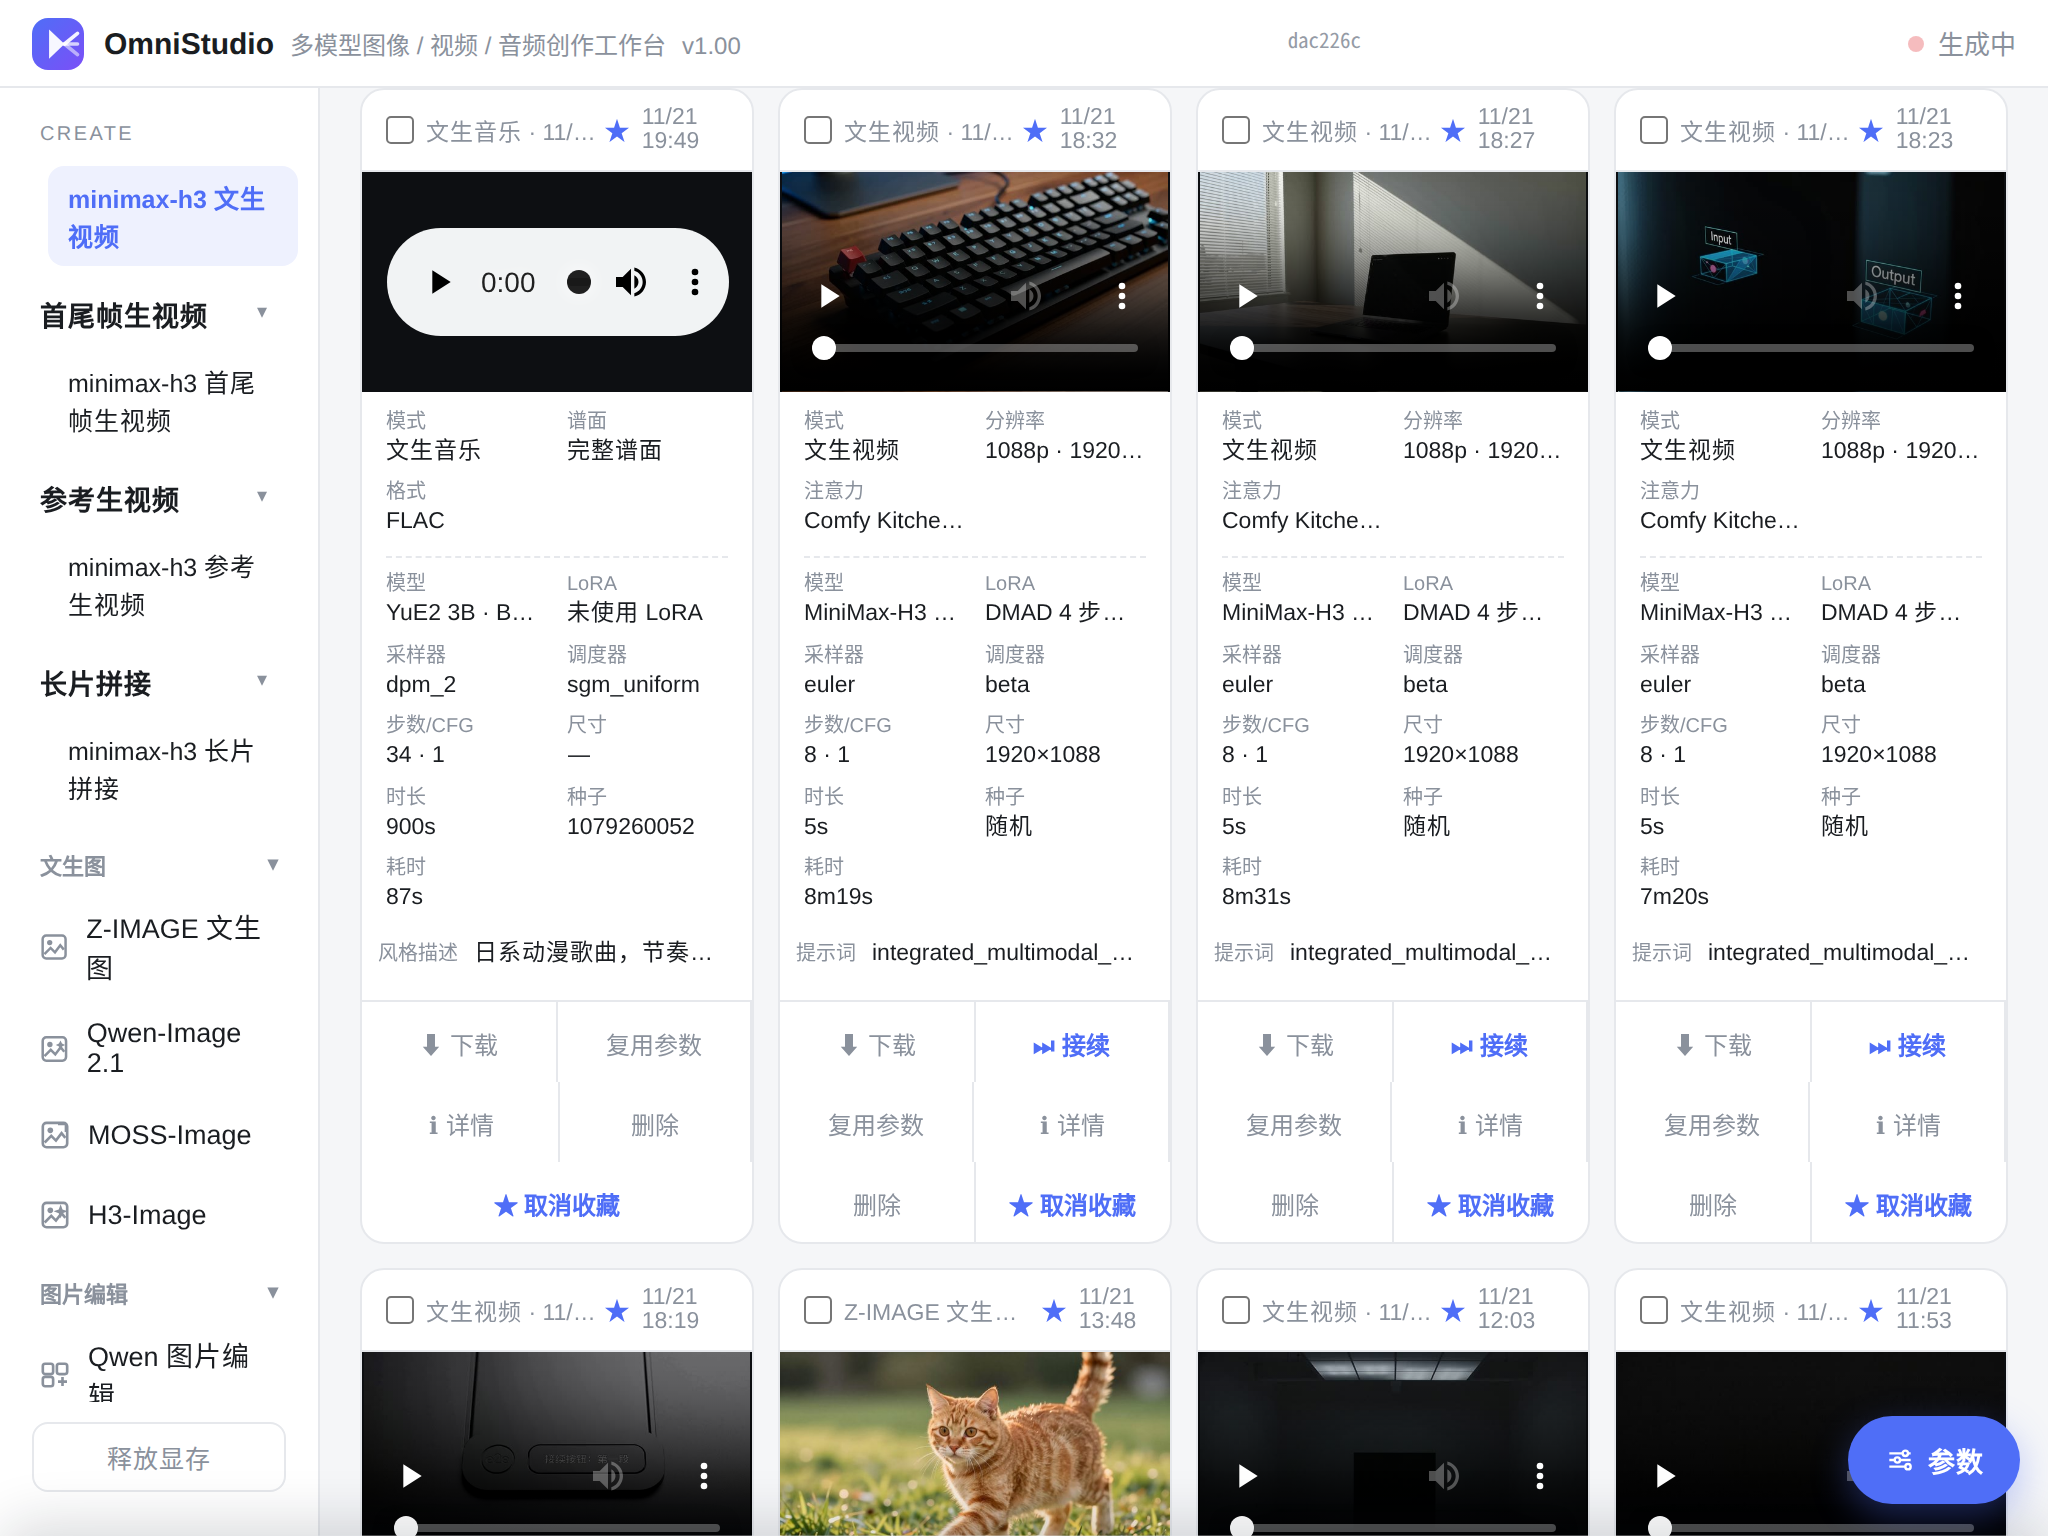 OmniStudio 多模型图像 / 视频 / 音频创作工作台 v1.00
dac226c
生成中
CREATE
minimax-h3 文生
视频
首尾帧生视频 ▼
minimax-h3 首尾
帧生视频
参考生视频 ▼
minimax-h3 参考
生视频
长片拼接 ▼
minimax-h3 长片
拼接
文生图 ▼
Z-IMAGE 文生
图
Qwen-Image
2.1
MOSS-Image
H3-Image
图片编辑 ▼
Qwen 图片编
辑
释放显存
文生音乐 · 11/… ★ 11/21
19:49
0:00
模式 谱面
文生音乐 完整谱面
格式
FLAC
模型 LoRA
YuE2 3B · B… 未使用 LoRA
采样器 调度器
dpm_2 sgm_uniform
步数/CFG 尺寸
34 · 1 —
时长 种子
900s 1079260052
耗时
87s
风格描述 日系动漫歌曲，节奏…
下载 复用参数
详情 删除
★ 取消收藏
文生视频 · 11/… ★ 11/21
18:32
模式 分辨率
文生视频 1088p · 1920…
注意力
Comfy Kitche…
模型 LoRA
MiniMax-H3 … DMAD 4 步…
采样器 调度器
euler beta
步数/CFG 尺寸
8 · 1 1920×1088
时长 种子
5s 随机
耗时
8m19s
提示词 integrated_multimodal_…
下载 接续
复用参数 详情
删除 ★ 取消收藏
文生视频 · 11/… ★ 11/21
18:27
模式 分辨率
文生视频 1088p · 1920…
注意力
Comfy Kitche…
模型 LoRA
MiniMax-H3 … DMAD 4 步…
采样器 调度器
euler beta
步数/CFG 尺寸
8 · 1 1920×1088
时长 种子
5s 随机
耗时
8m31s
提示词 integrated_multimodal_…
下载 接续
复用参数 详情
删除 ★ 取消收藏
文生视频 · 11/… ★ 11/21
18:23
Input
Output
模式 分辨率
文生视频 1088p · 1920…
注意力
Comfy Kitche…
模型 LoRA
MiniMax-H3 … DMAD 4 步…
采样器 调度器
euler beta
步数/CFG 尺寸
8 · 1 1920×1088
时长 种子
5s 随机
耗时
7m20s
提示词 integrated_multimodal_…
下载 接续
复用参数 详情
删除 ★ 取消收藏
文生视频 · 11/… ★ 11/21
18:19
Z-IMAGE 文生… ★ 11/21
13:48
文生视频 · 11/… ★ 11/21
12:03
文生视频 · 11/… ★ 11/21
11:53
参数